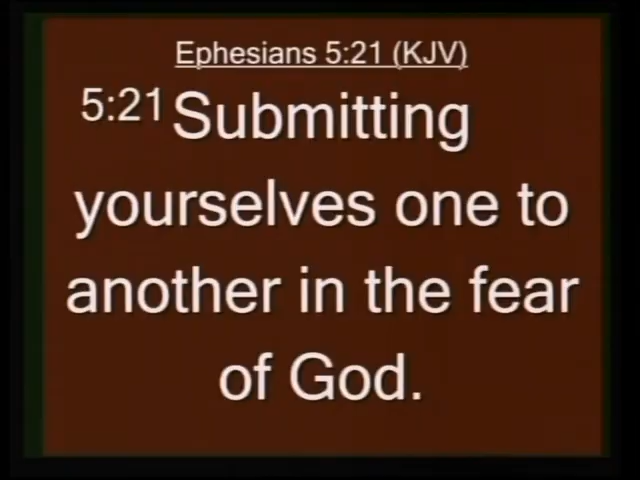 Ephesians 5:21 (KJV)
5:21 Submitting
yourselves one to
another in the fear
of God.